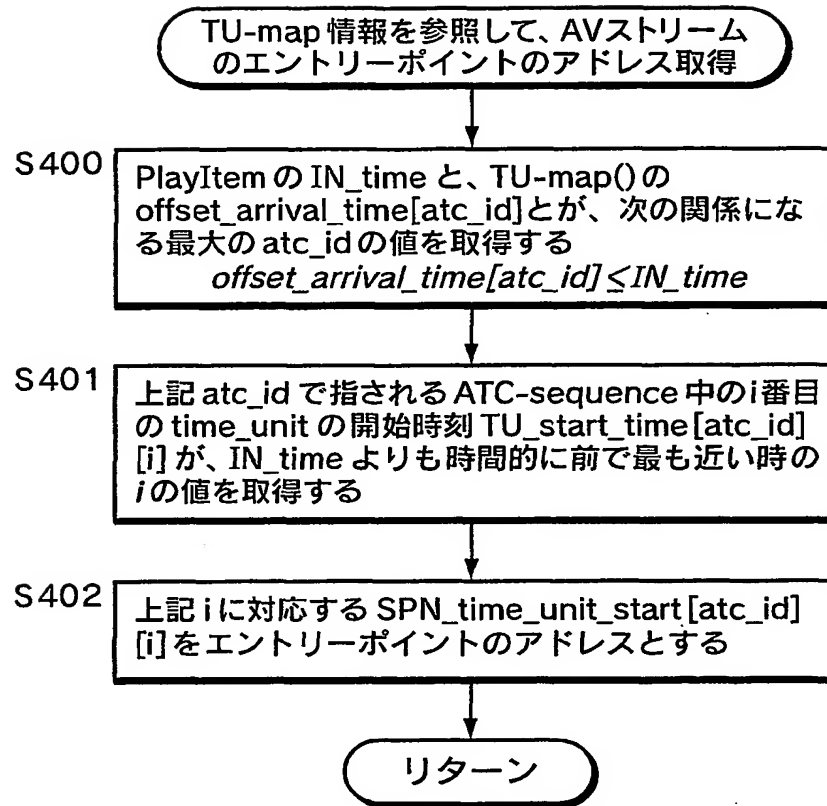 TU-map 情報を参照して、AVストリーム
のエントリーポイントのアドレス取得
S400
PlayItem の IN_time と、TU-map()の
offset_arrival_time[atc_id]とが、次の関係にな
る最大の atc_id の値を取得する
offset_arrival_time[atc_id]≤IN_time
S401
上記 atc_id で指される ATC-sequence 中のi番目
の time_unit の開始時刻 TU_start_time[atc_id]
[i]が、IN_time よりも時間的に前で最も近い時の
iの値を取得する
S402
上記 i に対応する SPN_time_unit_start[atc_id]
[i]をエントリーポイントのアドレスとする
リターン